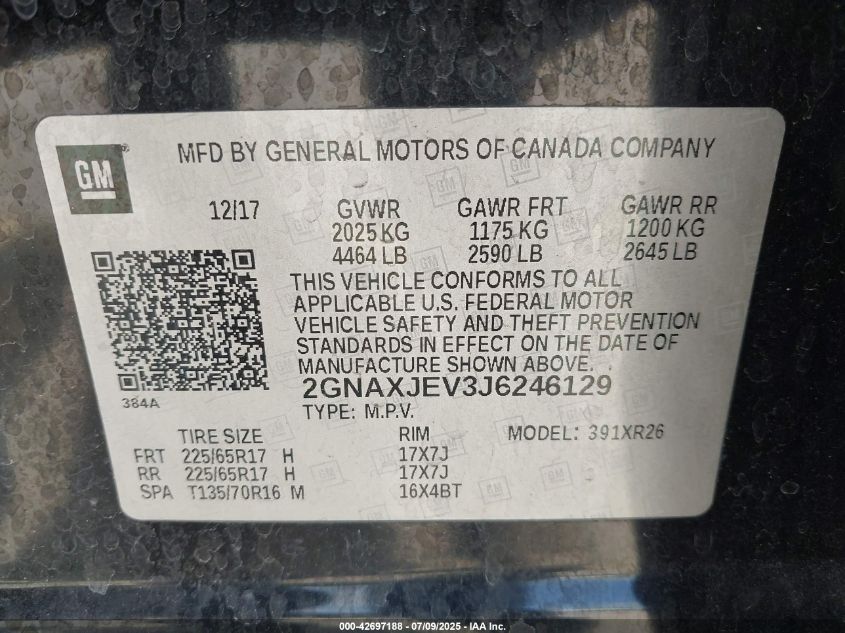 GM
MFD BY GENERAL MOTORS OF CANADA COMPANY
12/17 GVWR GAWR FRT GAWR RR
2025 KG 1175 KG 1200 KG
4464 LB 2590 LB 2645 LB
THIS VEHICLE CONFORMS TO ALL
APPLICABLE U.S. FEDERAL MOTOR
VEHICLE SAFETY AND THEFT PREVENTION
STANDARDS IN EFFECT ON THE DATE OF
MANUFACTURE SHOWN ABOVE.
2GNAXJEV3J6246129
384A
TYPE: M.P.V.
TIRE SIZE RIM MODEL: 391XR26
FRT 225/65R17 H 17X7J
RR 225/65R17 H 17X7J
SPA T135/70R16 M 16X4BT
000-42697188 - 07/09/2025 - IAA Inc.